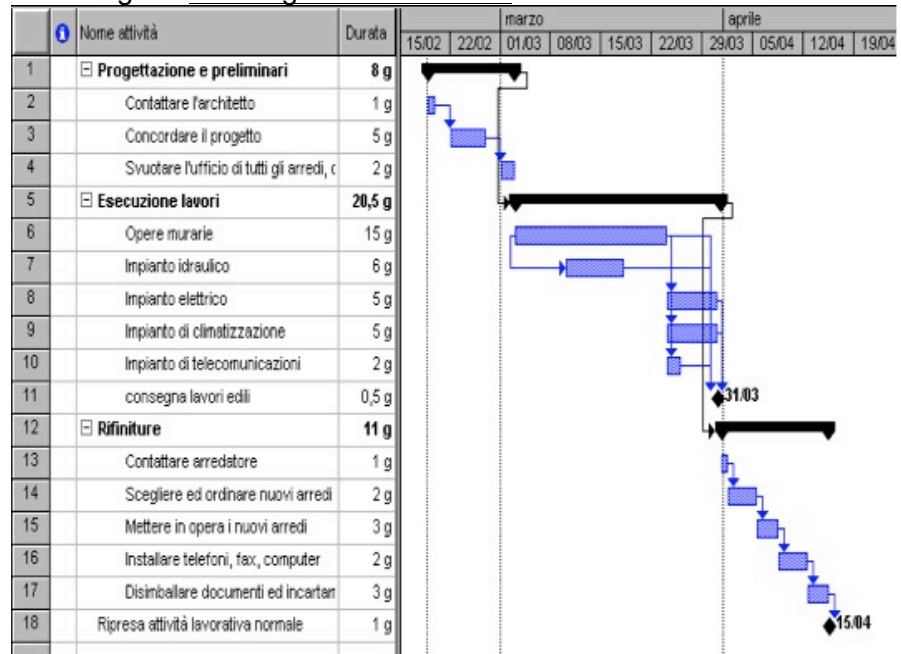 Nome attività Durata
marzo aprile
15/02 22/02 01/03 08/03 15/03 22/03 29/03 05/04 12/04 19/04
1 Progettazione e preliminari 8 g
2 Contattare l'architetto 1 g
3 Concordare il progetto 5 g
4 Svuotare l'ufficio di tutti gli arredi, 2 g
5 Esecuzione lavori 20,5 g
6 Opere murarie 15 g
7 Impianto idraulico 6 g
8 Impianto elettrico 5 g
9 Impianto di climatizzazione 5 g
10 Impianto di telecomunicazioni 2 g
11 consegna lavori edili 0,5 g 31/03
12 Rifiniture 11 g
13 Contattare arredatore 1 g
14 Scegliere ed ordinare nuovi arredi 2 g
15 Mettere in opera i nuovi arredi 3 g
16 Installare telefoni, fax, computer 2 g
17 Disimballare documenti ed incartam 3 g
18 Ripresa attività lavorativa normale 1 g 15/04